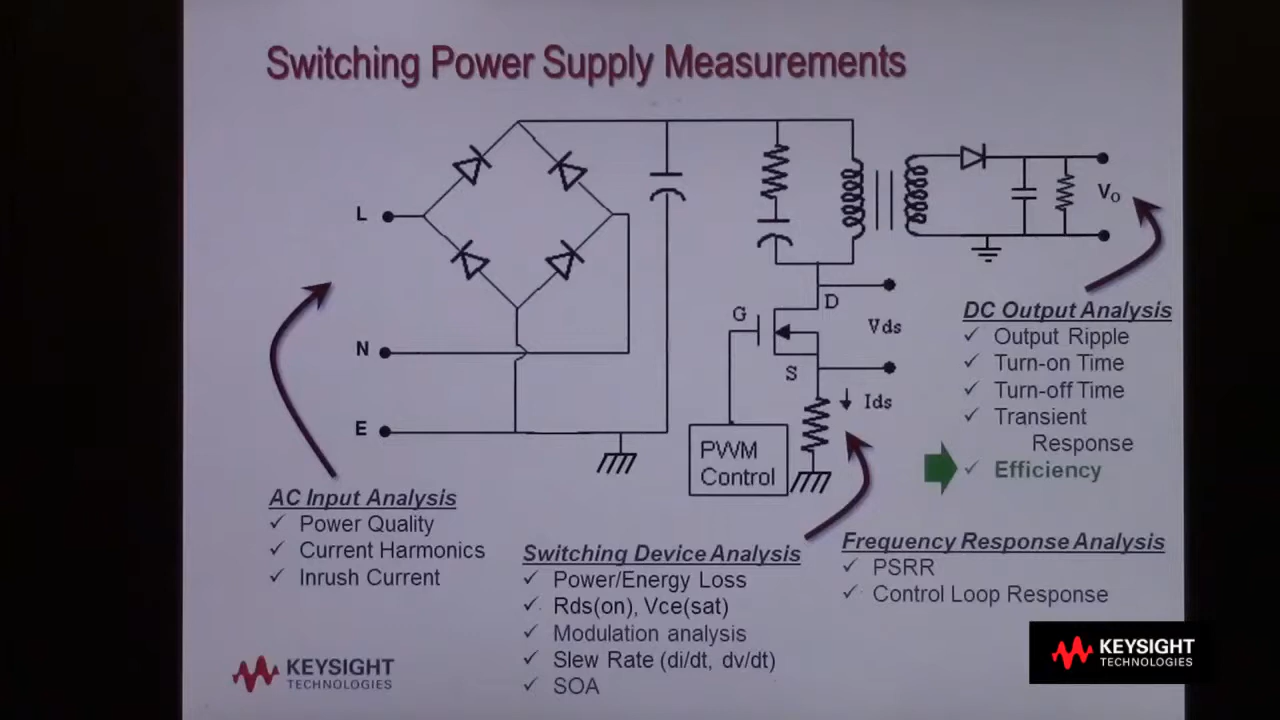 Switching Power Supply Measurements
L
N
E
G
D
S
Vds
Ids
PWM
Control
Vo
DC Output Analysis
✓ Output Ripple
✓ Turn-on Time
✓ Turn-off Time
✓ Transient
Response
✓ Efficiency
AC Input Analysis
✓ Power Quality
✓ Current Harmonics
✓ Inrush Current
Switching Device Analysis
✓ Power/Energy Loss
✓ Rds(on), Vce(sat)
✓ Modulation analysis
✓ Slew Rate (di/dt, dv/dt)
✓ SOA
Frequency Response Analysis
✓ PSRR
✓ Control Loop Response
KEYSIGHT
TECHNOLOGIES
KEYSIGHT
TECHNOLOGIES